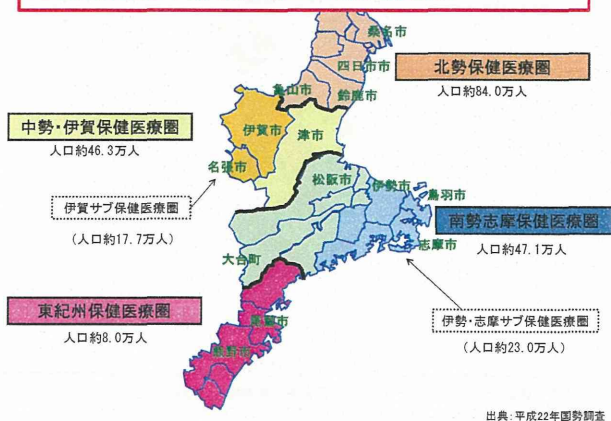 桑名市
四日市市
北勢保健医療圏
人口約84.0万人
亀山市
鈴鹿市
中勢・伊賀保健医療圏
人口約46.3万人
伊賀市
津市
名張市
松阪市
伊勢市
鳥羽市
伊賀サブ保健医療圏
(人口約17.7万人)
南勢志摩保健医療圏
人口約47.1万人
志摩市
大台町
東紀州保健医療圏
人口約8.0万人
尾鷲市
熊野市
伊勢・志摩サブ保健医療圏
(人口約23.0万人)
出典:平成22年国勢調査